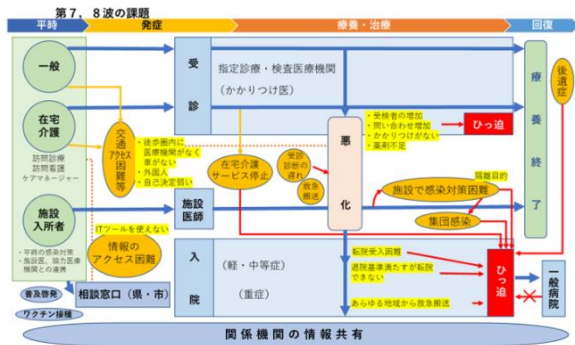 第７，８波の課題
平時
発症
療養・治療
回復
一般
在宅
介護
訪問診療
訪問看護
ケアマネージャー
施設
入所者
・平時の感染対策
・施設医、協力医療
機関との連携
普及啓発
ワクチン接種
相談窓口（県・市）
交通
アクセス
困難
等
・徒歩圏内に
医療機関がなく
車がない
・外国人
・自己決定弱い
ITツールを使えない
情報の
アクセス困難
受
診
指定診療・検査医療機関
（かかりつけ医）
在宅介護
サービス停止
受診
診断の
遅れ
救急
搬送
悪
化
・受検者の増加
・問い合わせ増加
・かかりつけがない
・薬剤不足
ひっ迫
施設
医師
施設で感染対策困難
隔離目的
集団感染
入
院
（軽・中等症）
（重症）
転院受入困難
退院基準満たすが転院
できない
あらゆる地域から救急搬送
ひっ迫
一般
病院
療
養
終
了
後遺症
関係機関の情報共有